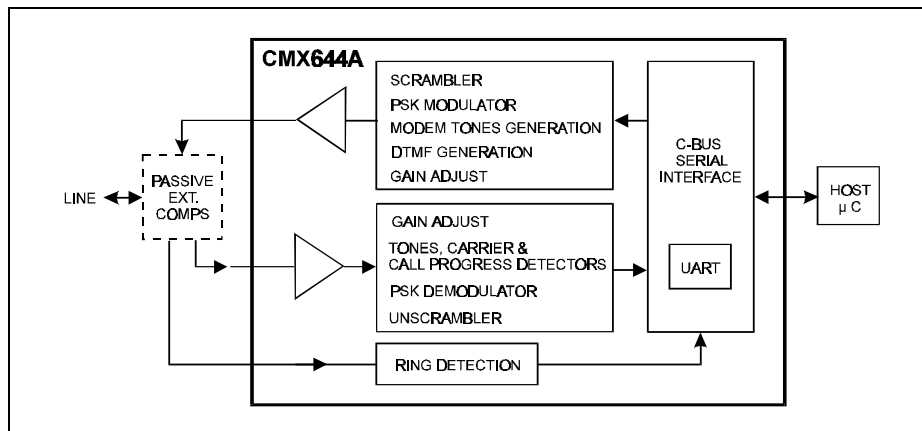 CMX644A
SCRAMBLER
PSK MODULATOR
MODEM TONES GENERATION
DTMF GENERATION
GAIN ADJUST
C-BUS
SERIAL
INTERFACE
UART
HOST
µ C
LINE
PASSIVE
EXT.
COMPS
GAIN ADJUST
TONES, CARRIER &
CALL PROGRESS DETECTORS
PSK DEMODULATOR
UNSCRAMBLER
RING DETECTION